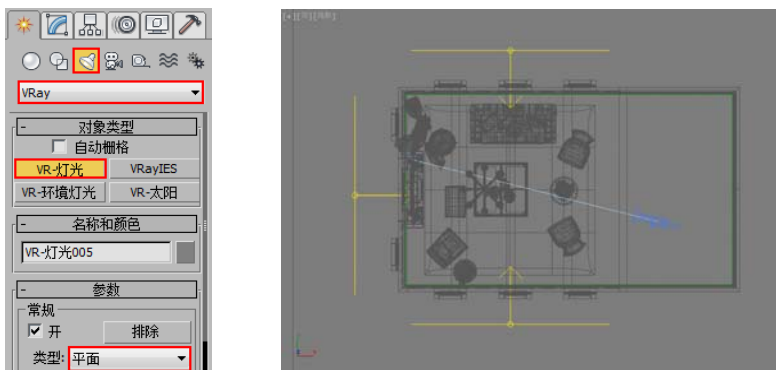 VRay
- 对象类型
自动栅格
VR-灯光 VRayIES
VR-环境灯光 VR-太阳
- 名称和颜色
VR-灯光005
- 参数
常规
开 排除
类型: 平面